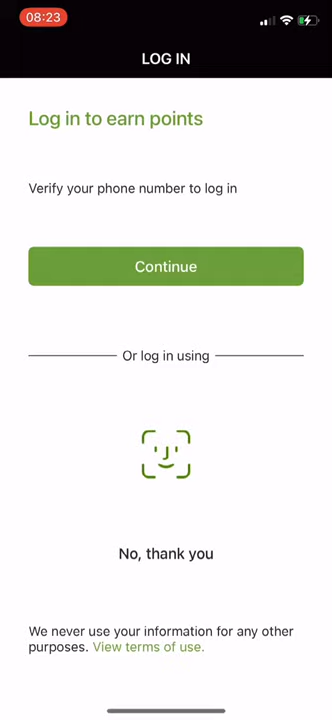 08:23
LOG IN
Log in to earn points
Verify your phone number to log in
Continue
Or log in using
No, thank you
We never use your information for any other
purposes. View terms of use.